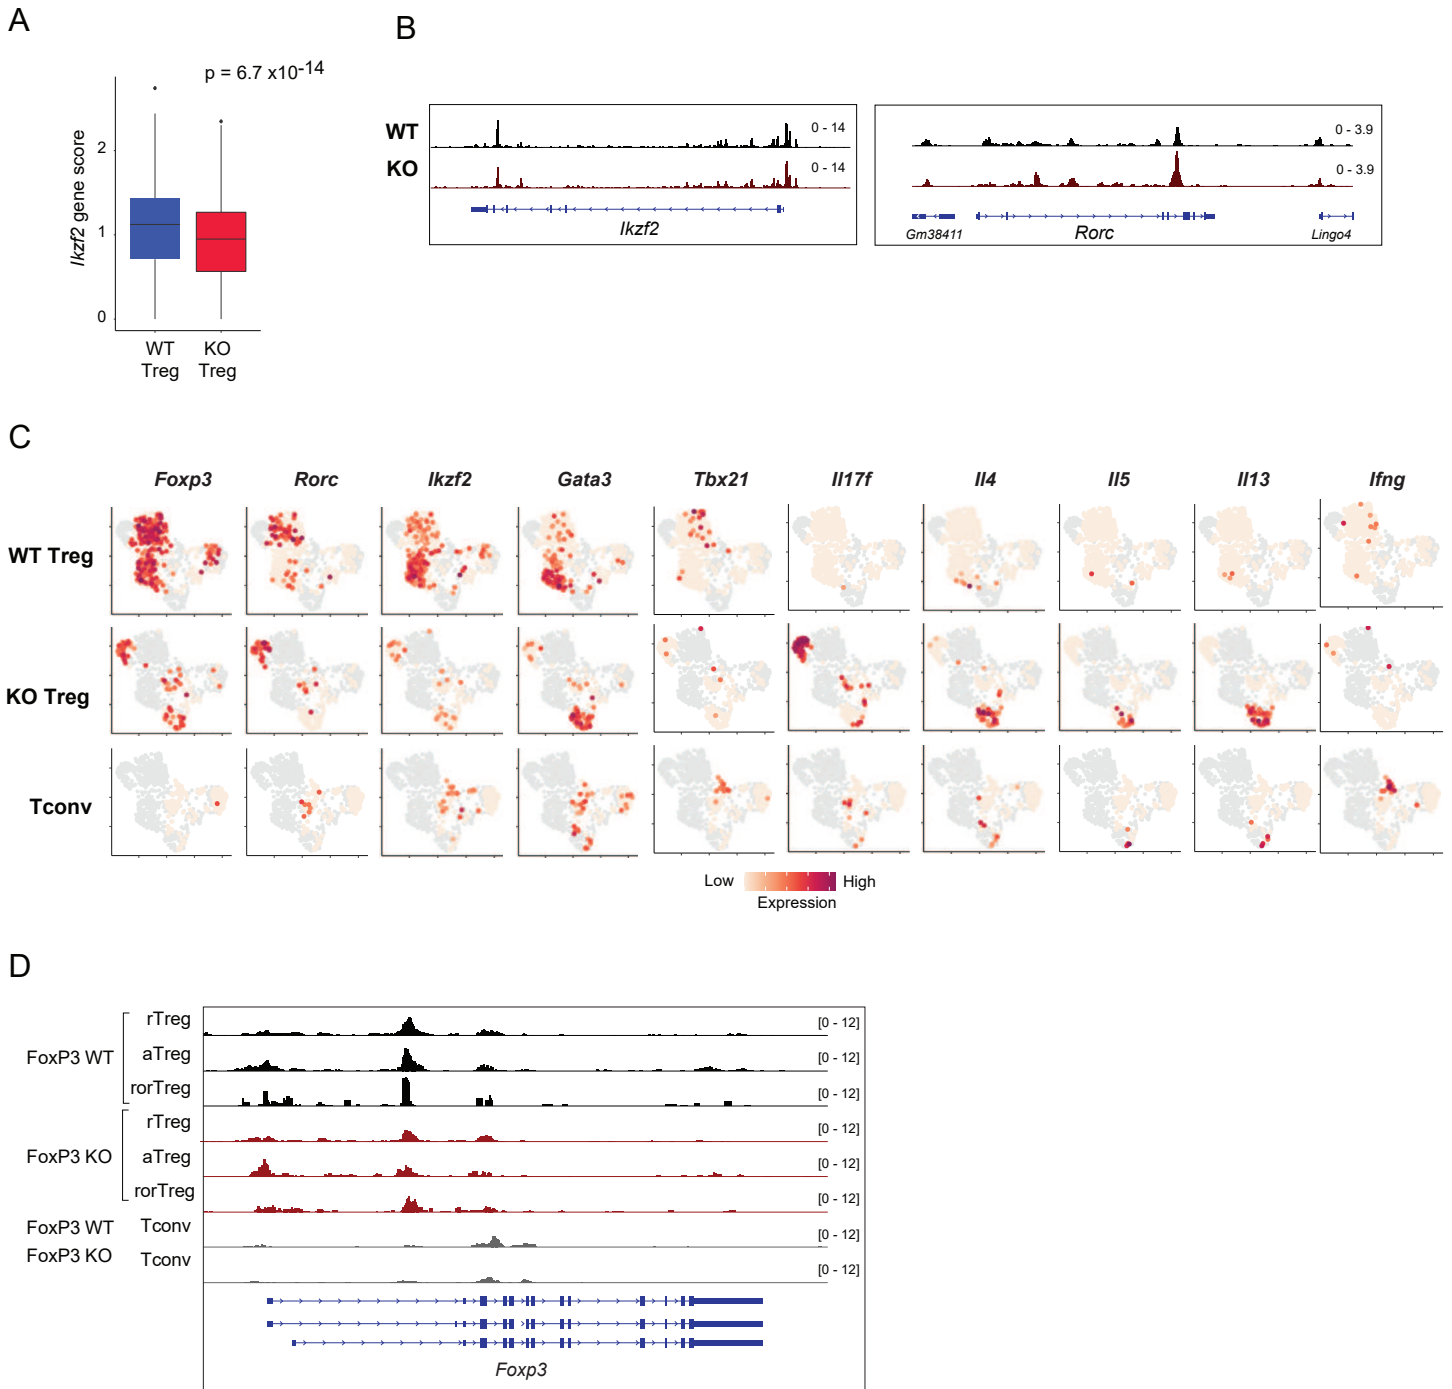 A
B
p = 6.7 x10-14
Ikzf2 gene score
2
1
0
WT
Treg
KO
Treg
WT
KO
0 - 14
0 - 14
Ikzf2
0 - 3.9
0 - 3.9
Gm38411
Rorc
Lingo4
C
Foxp3 Rorc Ikzf2 Gata3 Tbx21 Il17f Il4 Il5 Il13 Ifng
WT Treg
KO Treg
Tconv
Low High
Expression
D
FoxP3 WT
rTreg [0 - 12]
aTreg [0 - 12]
rorTreg [0 - 12]
FoxP3 KO
rTreg [0 - 12]
aTreg [0 - 12]
rorTreg [0 - 12]
FoxP3 WT Tconv [0 - 12]
FoxP3 KO Tconv [0 - 12]
Foxp3